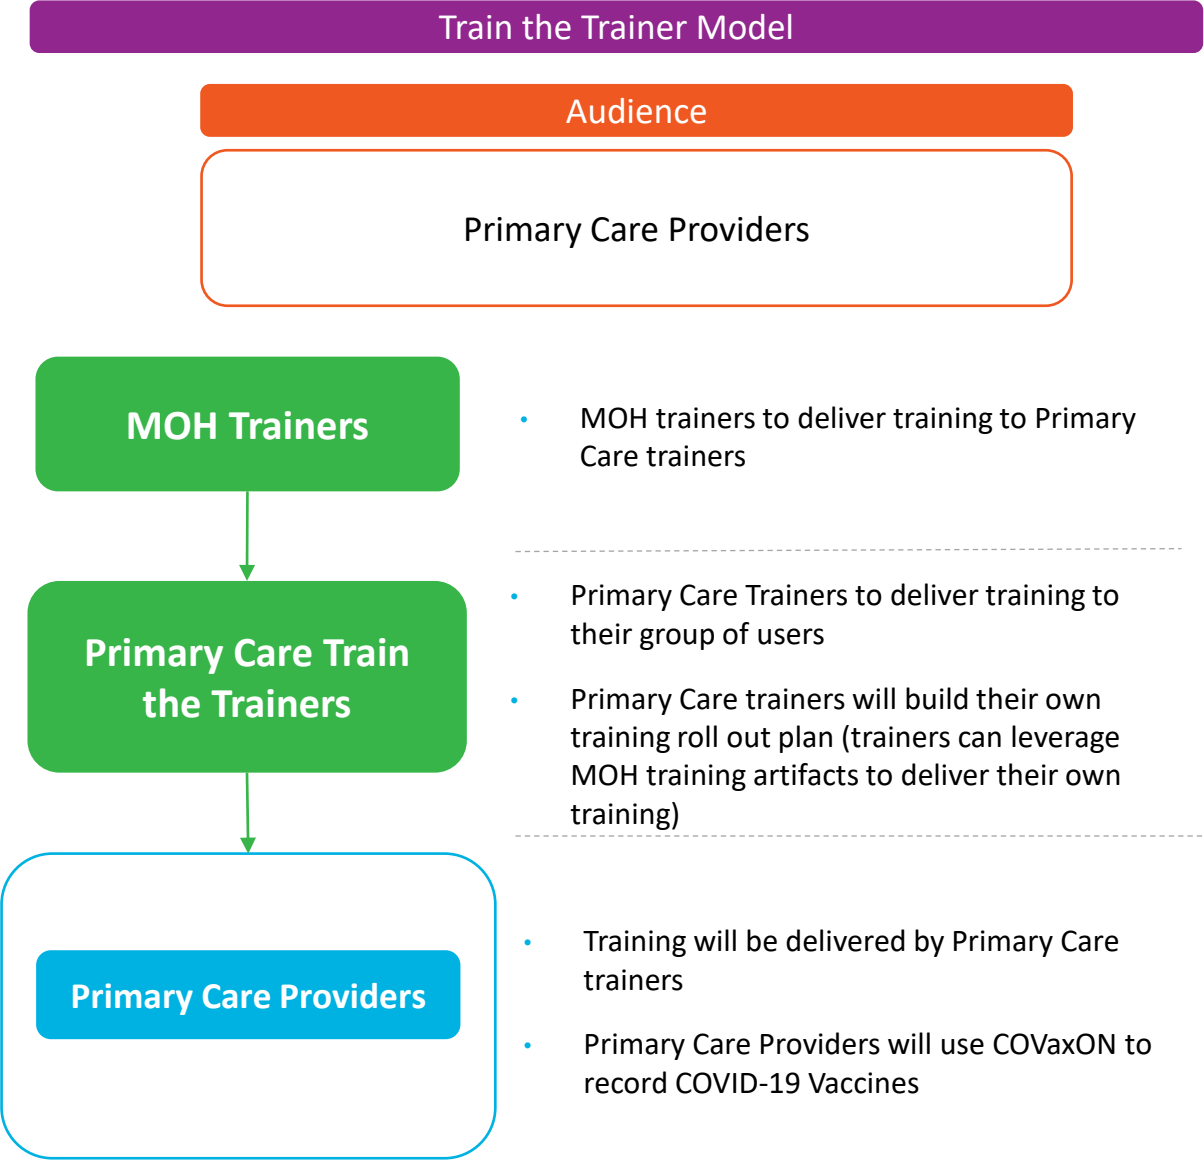 Train the Trainer Model
Audience
Primary Care Providers
MOH Trainers
• MOH trainers to deliver training to Primary
Care trainers
Primary Care Train
the Trainers
• Primary Care Trainers to deliver training to
their group of users
• Primary Care trainers will build their own
training roll out plan (trainers can leverage
MOH training artifacts to deliver their own
training)
Primary Care Providers
• Training will be delivered by Primary Care
trainers
• Primary Care Providers will use COVaxON to
record COVID-19 Vaccines